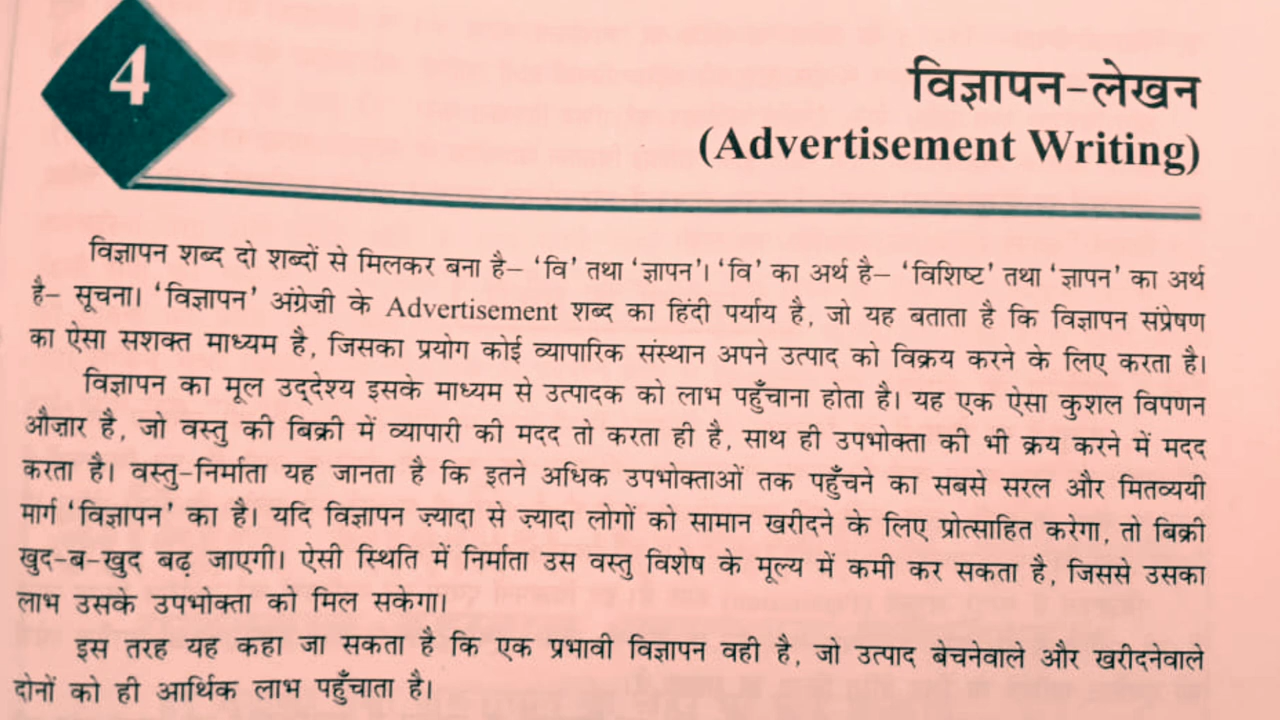 4
विज्ञापन-लेखन
(Advertisement Writing)
विज्ञापन शब्द दो शब्दों से मिलकर बना है– ‘वि’ तथा ‘ज्ञापन’। ‘वि’ का अर्थ है– ‘विशिष्ट’ तथा ‘ज्ञापन’ का अर्थ
है– सूचना। ‘विज्ञापन’ अंग्रेज़ी के Advertisement शब्द का हिंदी पर्याय है, जो यह बताता है कि विज्ञापन संप्रेषण
का ऐसा सशक्त माध्यम है, जिसका प्रयोग कोई व्यापारिक संस्थान अपने उत्पाद को विक्रय करने के लिए करता है।
विज्ञापन का मूल उद्देश्य इसके माध्यम से उत्पादक को लाभ पहुँचाना होता है। यह एक ऐसा कुशल विपणन
औज़ार है, जो वस्तु की बिक्री में व्यापारी की मदद तो करता ही है, साथ ही उपभोक्ता की भी क्रय करने में मदद
करता है। वस्तु-निर्माता यह जानता है कि इतने अधिक उपभोक्ताओं तक पहुँचने का सबसे सरल और मितव्ययी
मार्ग ‘विज्ञापन’ का है। यदि विज्ञापन ज़्यादा से ज़्यादा लोगों को सामान खरीदने के लिए प्रोत्साहित करेगा, तो बिक्री
खुद-ब-खुद बढ़ जाएगी। ऐसी स्थिति में निर्माता उस वस्तु विशेष के मूल्य में कमी कर सकता है, जिससे उसका
लाभ उसके उपभोक्ता को मिल सकेगा।
इस तरह यह कहा जा सकता है कि एक प्रभावी विज्ञापन वही है, जो उत्पाद बेचनेवाले और खरीदनेवाले
दोनों को ही आर्थिक लाभ पहुँचाता है।